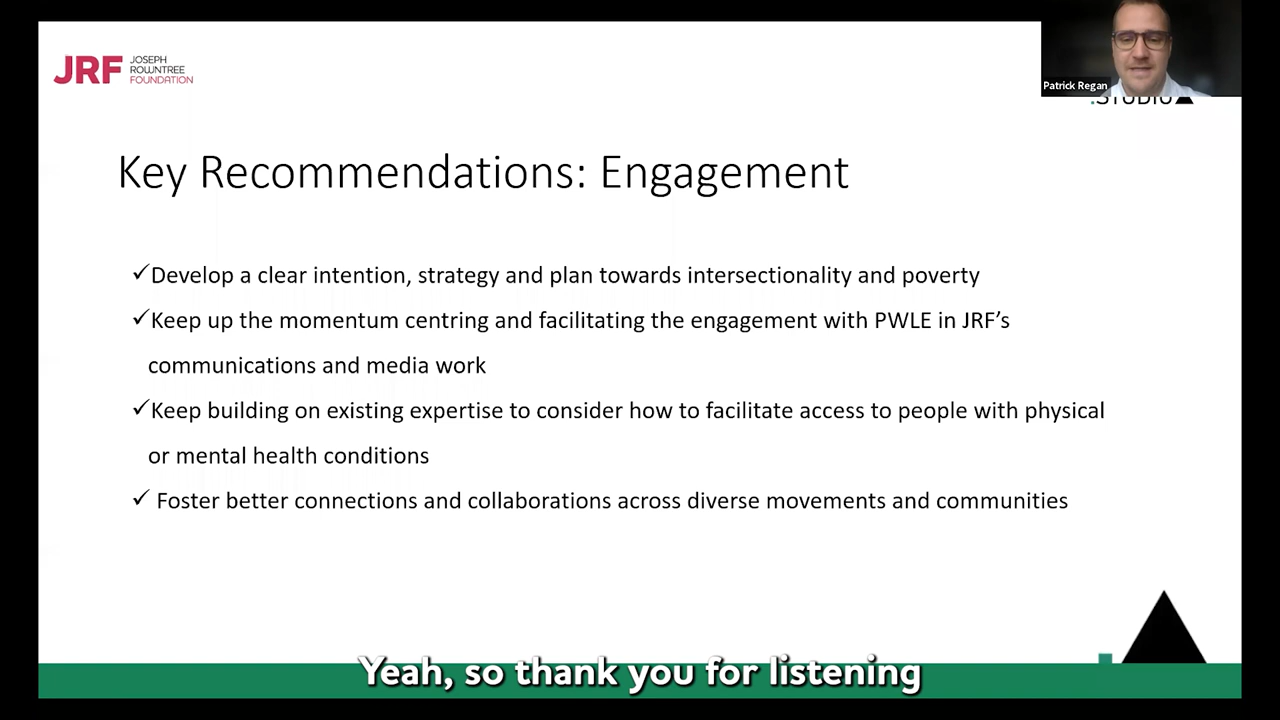 JRF
JOSEPH
ROWNTREE
FOUNDATION
Patrick Regan
.STUDIO
Key Recommendations: Engagement
✓Develop a clear intention, strategy and plan towards intersectionality and poverty
✓Keep up the momentum centring and facilitating the engagement with PWLE in JRF’s
communications and media work
✓Keep building on existing expertise to consider how to facilitate access to people with physical
or mental health conditions
✓ Foster better connections and collaborations across diverse movements and communities
Yeah, so thank you for listening